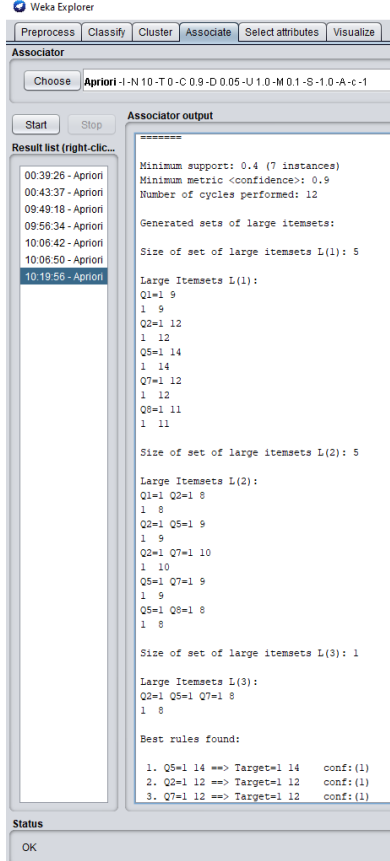 Weka Explorer
Preprocess Classify Cluster Associate Select attributes Visualize
Associator
Choose Apriori -I -N 10 -T 0 -C 0.9 -D 0.05 -U 1.0 -M 0.1 -S -1.0 -A -c -1
Start Stop
Result list (right-clic...
00:39:26 - Apriori
00:43:37 - Apriori
09:49:18 - Apriori
09:56:34 - Apriori
10:06:42 - Apriori
10:06:50 - Apriori
10:19:56 - Apriori
Associator output
=======
Minimum support: 0.4 (7 instances)
Minimum metric <confidence>: 0.9
Number of cycles performed: 12
Generated sets of large itemsets:
Size of set of large itemsets L(1): 5
Large Itemsets L(1):
Q1=1 9
1 9
Q2=1 12
1 12
Q5=1 14
1 14
Q7=1 12
1 12
Q8=1 11
1 11
Size of set of large itemsets L(2): 5
Large Itemsets L(2):
Q1=1 Q2=1 8
1 8
Q2=1 Q5=1 9
1 9
Q2=1 Q7=1 10
1 10
Q5=1 Q7=1 9
1 9
Q5=1 Q8=1 8
1 8
Size of set of large itemsets L(3): 1
Large Itemsets L(3):
Q2=1 Q5=1 Q7=1 8
1 8
Best rules found:
1. Q5=1 14 ==> Target=1 14 conf:(1)
2. Q2=1 12 ==> Target=1 12 conf:(1)
3. Q7=1 12 ==> Target=1 12 conf:(1)
Status
OK